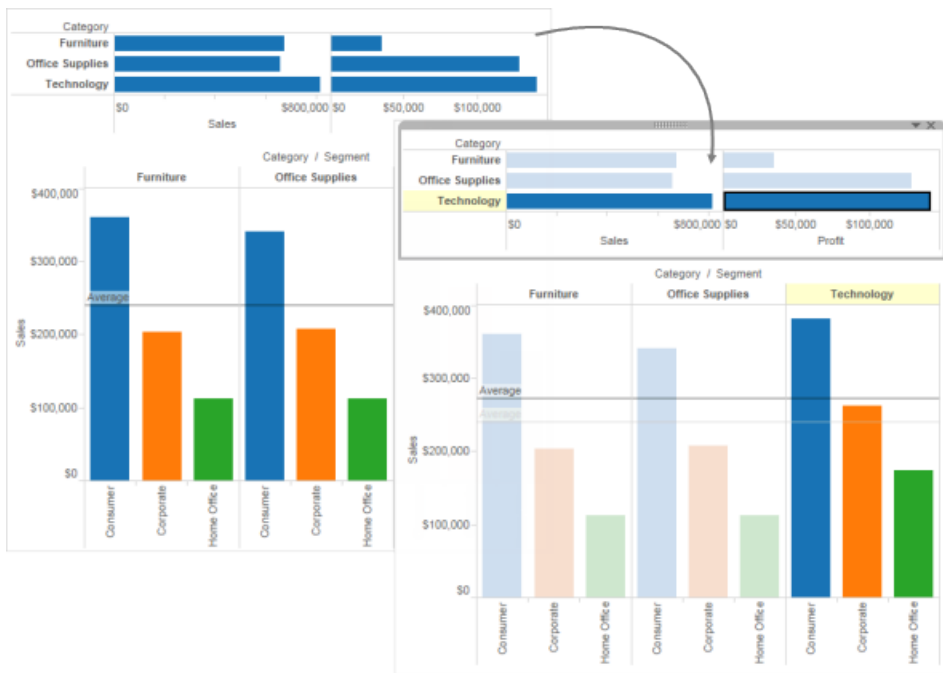 Category
Furniture
Office Supplies
Technology
$0 $800,000 $0 $50,000 $100,000
Sales
Category / Segment
Furniture Office Supplies
$400,000
$300,000
Average
$200,000
$100,000
$0
Sales
Consumer Corporate Home Office Consumer Corporate Home Office
Category
Furniture
Office Supplies
Technology
$0 $800,000 $0 $50,000 $100,000
Sales Profit
Category / Segment
Furniture Office Supplies Technology
$400,000
$300,000
Average
Average
$200,000
$100,000
$0
Sales
Consumer Corporate Home Office Consumer Corporate Home Office Consumer Corporate Home Office